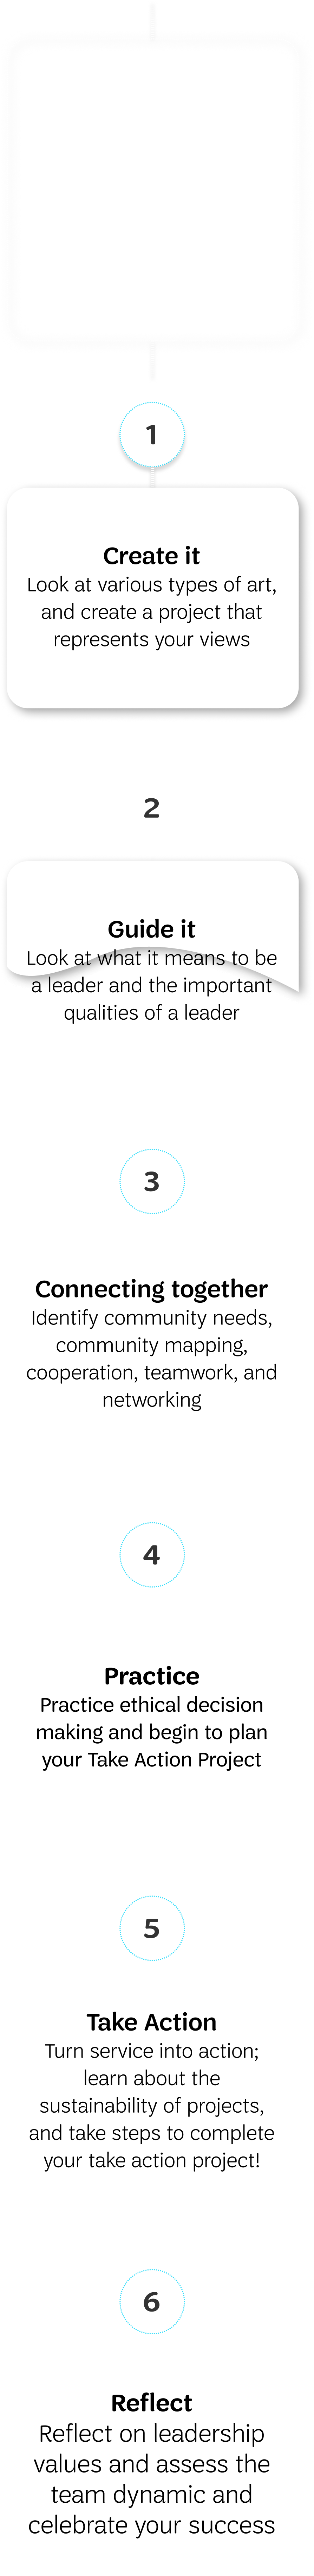 1
Create it
Look at various types of art,
and create a project that
represents your views
2
Guide it
Look at what it means to be
a leader and the important
qualities of a leader
3
Connecting together
Identify community needs,
community mapping,
cooperation, teamwork, and
networking
4
Practice
Practice ethical decision
making and begin to plan
your Take Action Project
5
Take Action
Turn service into action;
learn about the
sustainability of projects,
and take steps to complete
your take action project!
6
Reflect
Reflect on leadership
values and assess the
team dynamic and
celebrate your success